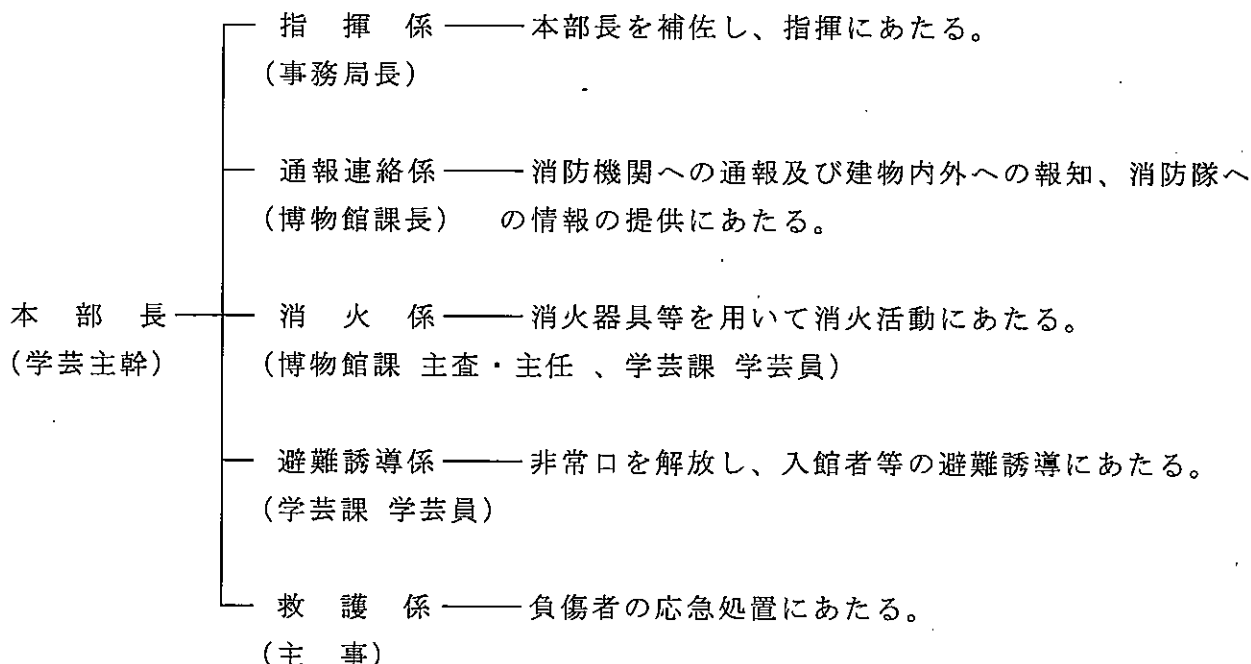 指揮係――本部長を補佐し、指揮にあたる。
(事務局長)
通報連絡係――消防機関への通報及び建物内外への報知、消防隊へ
(博物館課長) の情報の提供にあたる。
本部長 消火係――消火器具等を用いて消火活動にあたる。
(学芸主幹) (博物館課 主査・主任 、学芸課 学芸員)
避難誘導係――非常口を解放し、入館者等の避難誘導にあたる。
(学芸課 学芸員)
救護係――負傷者の応急処置にあたる。
(主 事)